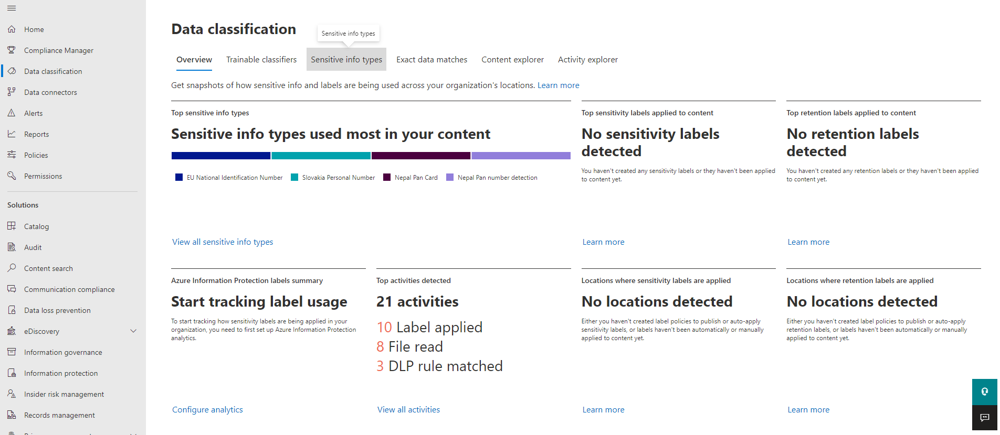 Home
Compliance Manager
Data classification
Data connectors
Alerts
Reports
Policies
Permissions
Solutions
Catalog
Audit
Content search
Communication compliance
Data loss prevention
eDiscovery
Information governance
Information protection
Insider risk management
Records management
Data classification
Sensitive info types
Overview
Trainable classifiers
Sensitive info types
Exact data matches
Content explorer
Activity explorer
Get snapshots of how sensitive info and labels are being used across your organization's locations. Learn more
Top sensitive info types
Sensitive info types used most in your content
EU National Identification Number
Slovakia Personal Number
Nepal Pan Card
Nepal Pan number detection
View all sensitive info types
Top sensitivity labels applied to content
No sensitivity labels
detected
You haven't created any sensitivity labels or they haven't been applied
to content yet.
Learn more
Top retention labels applied to content
No retention labels
detected
You haven't created any retention labels or they haven't been applied
to content yet.
Learn more
Azure Information Protection labels summary
Start tracking label usage
To start tracking how sensitivity labels are being applied in your
organization, you need to first set up Azure Information Protection
analytics.
Configure analytics
Top activities detected
21 activities
10 Label applied
8 File read
3 DLP rule matched
View all activities
Locations where sensitivity labels are applied
No locations detected
Either you haven't created label policies to publish or auto-apply
sensitivity labels, or labels haven't been automatically or manually
applied to content yet.
Learn more
Locations where retention labels are applied
No locations detected
Either you haven't created label policies to publish or auto-apply
retention labels, or labels haven't been automatically or manually
applied to content yet.
Learn more